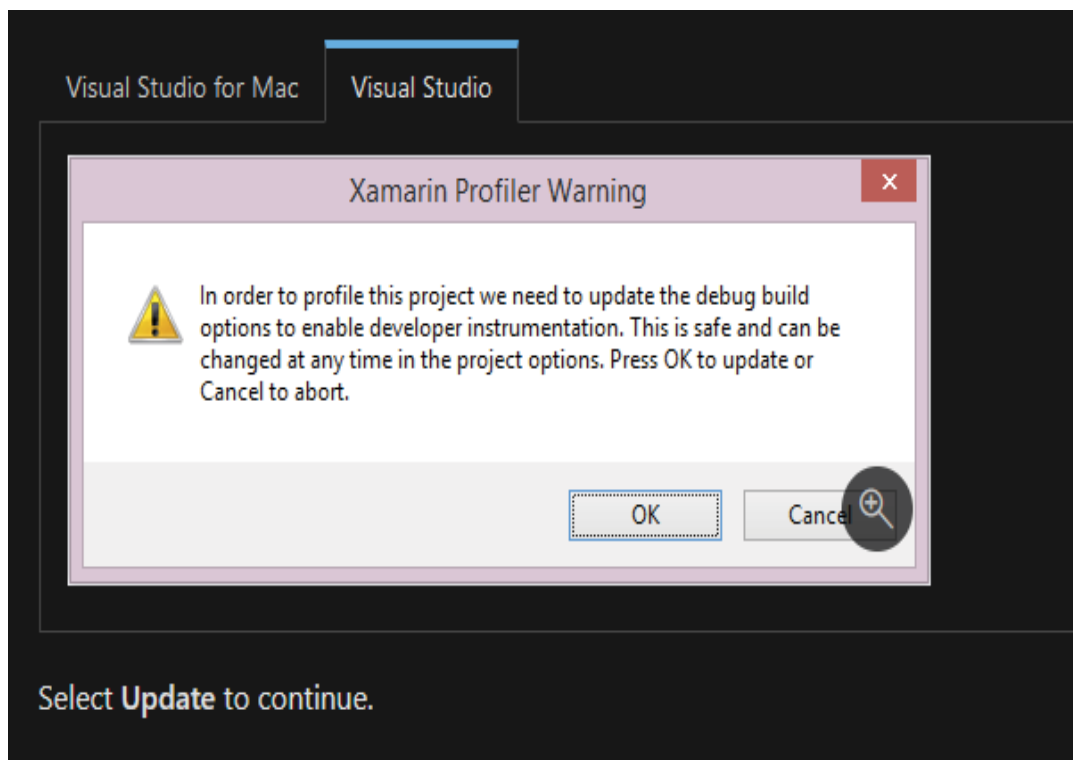 Visual Studio for Mac
Visual Studio
Xamarin Profiler Warning
x
In order to profile this project we need to update the debug build
options to enable developer instrumentation. This is safe and can be
changed at any time in the project options. Press OK to update or
Cancel to abort.
OK
Cancel
Select Update to continue.